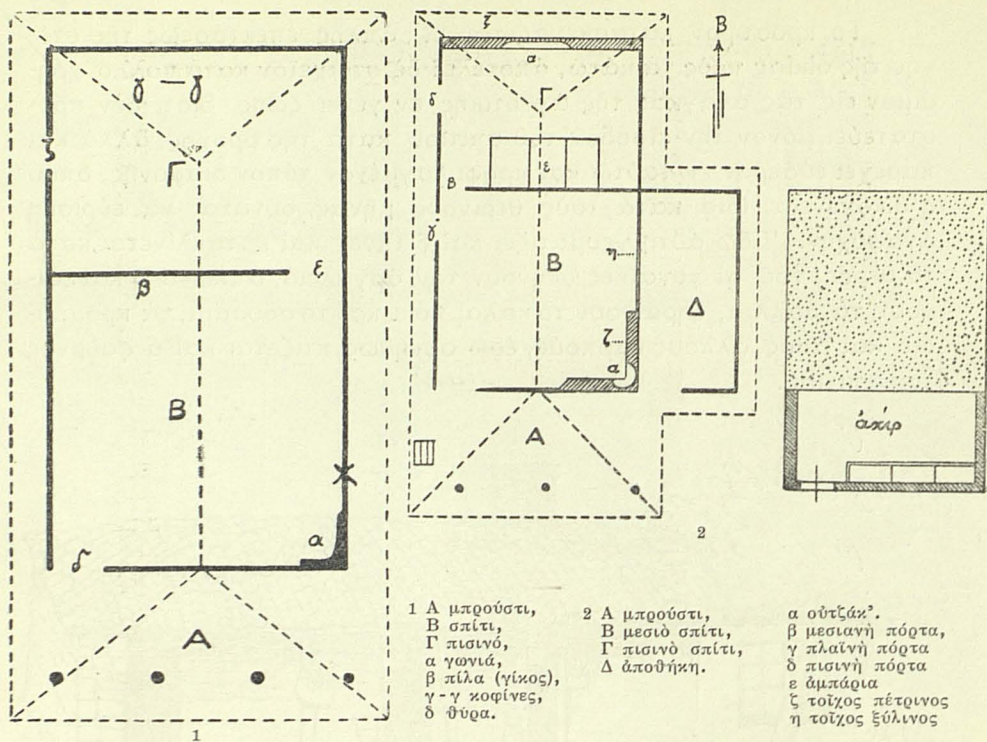 γ γ
ζ
Γ
ε
β
Β
α
δ
Α
1
ζ
α
δ
Γ
Β
ε
β
γ
Β
η
Δ
ζ
α
Α
2
ἀκίρ
1 Α μπρούστι,
Β σπίτι,
Γ πισινό,
α γωνιά,
β πίλα (γίκος),
γ-γ κοφίνες,
δ θύρα.
2 Α μπρούστι,
Β μεσιὸ σπίτι,
Γ πισινὸ σπίτι,
Δ ἀποθήκη.
α οὐτζάκ’.
β μεσιανὴ πόρτα,
γ πλαϊνὴ πόρτα
δ πισινὴ πόρτα
ε ἀμπάρια
ζ τοῖχος πέτρινος
η τοῖχος ξύλινος